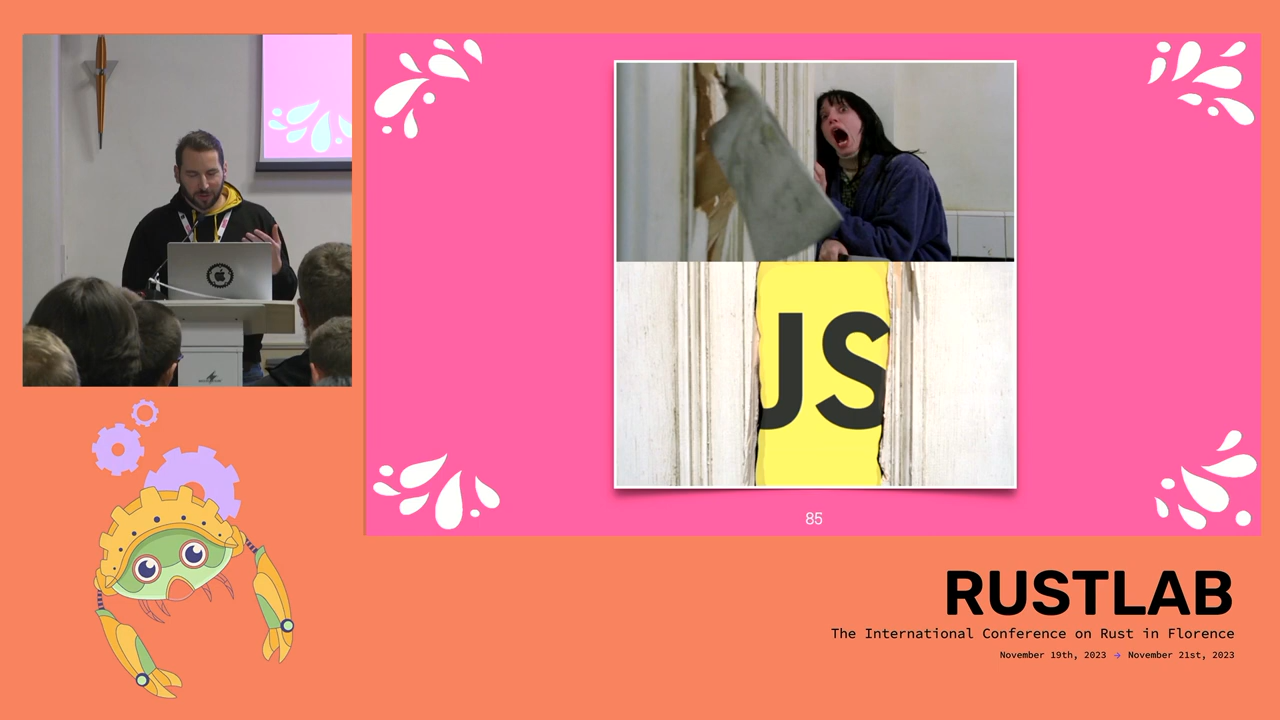 JS
85
RUSTLAB
The International Conference on Rust in Florence
November 19th, 2023 → November 21st, 2023